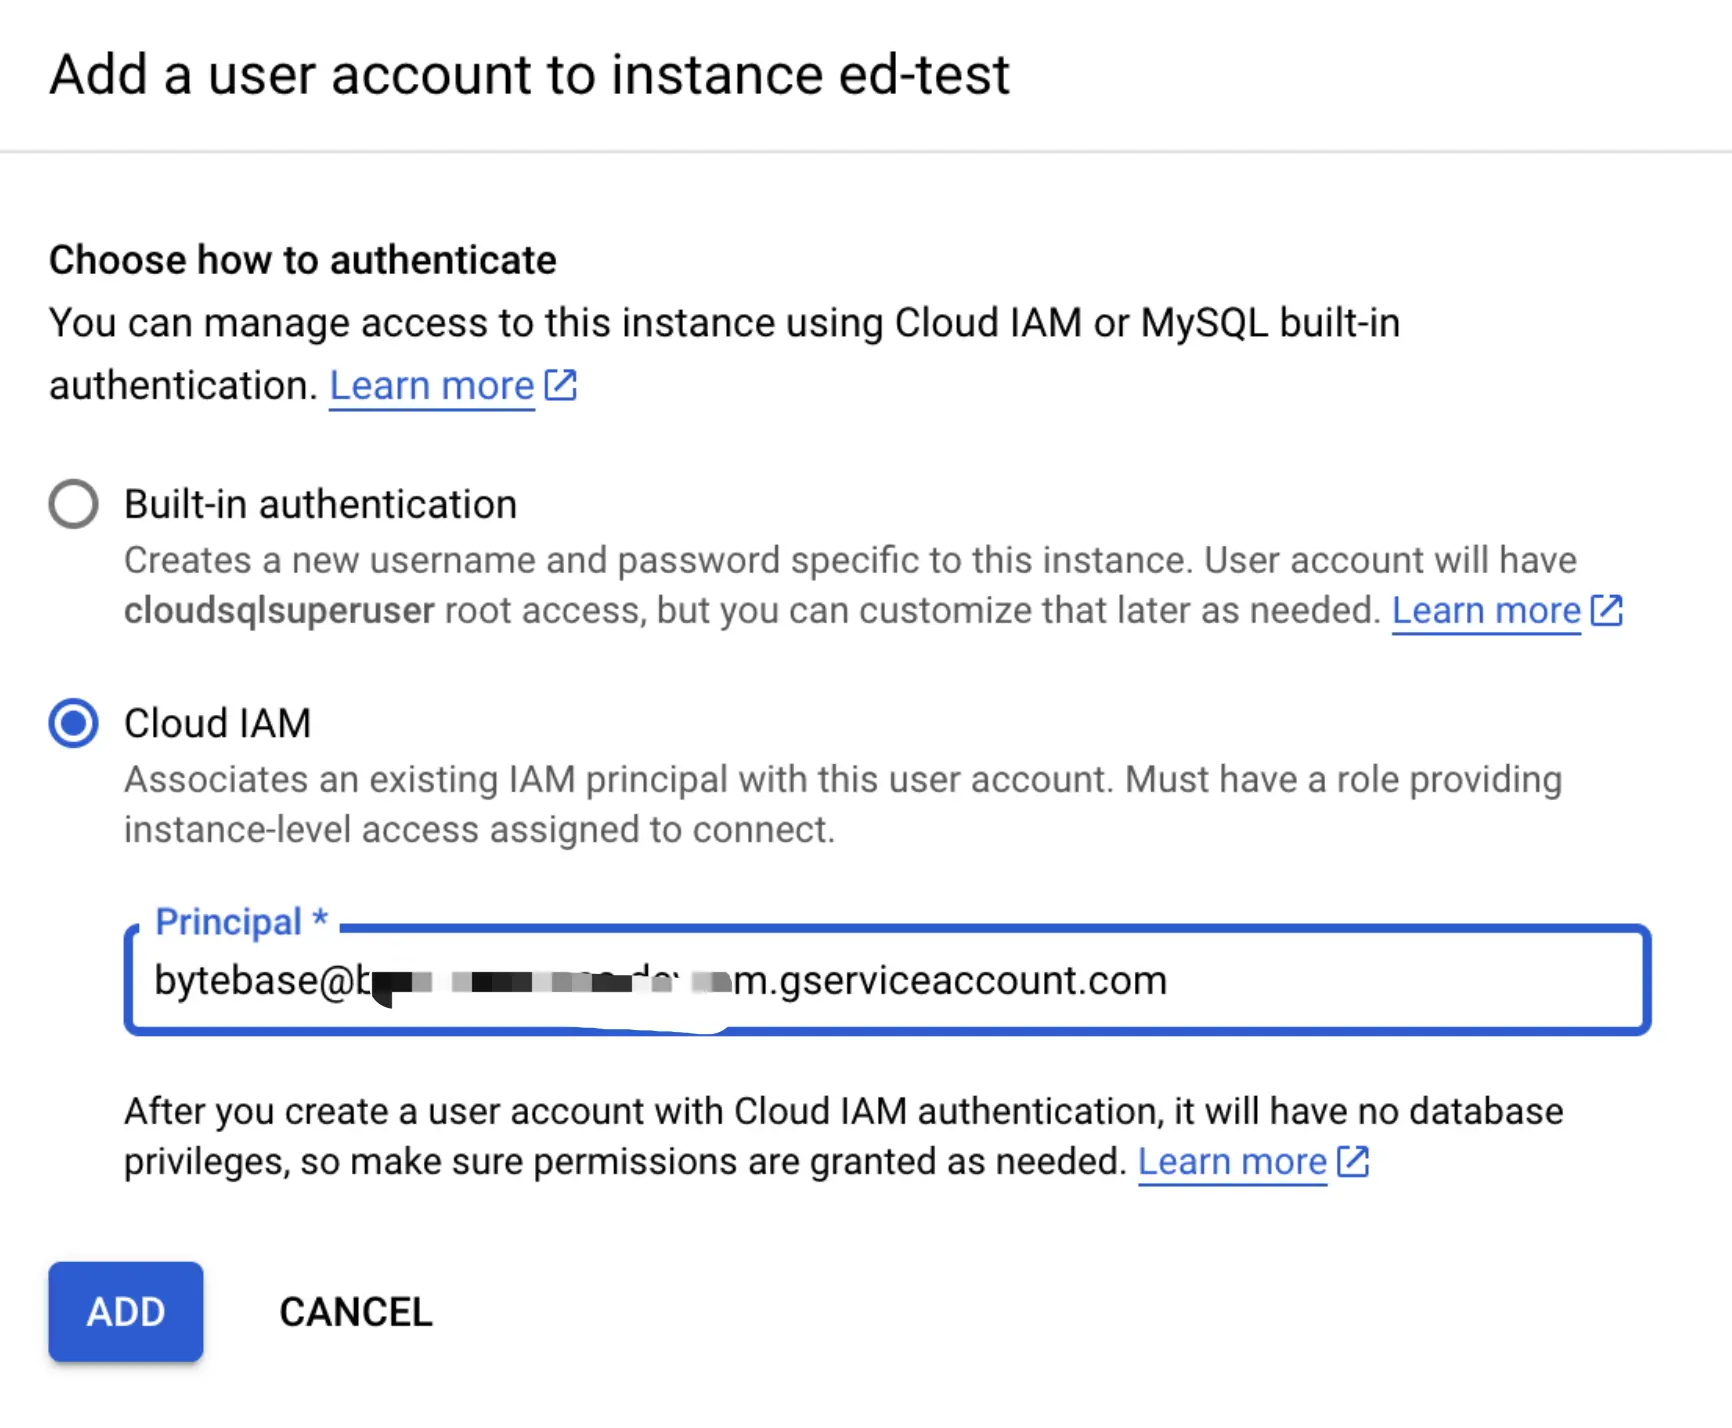 Add a user account to instance ed-test
Choose how to authenticate
You can manage access to this instance using Cloud IAM or MySQL built-in
authentication. Learn more
Built-in authentication
Creates a new username and password specific to this instance. User account will have
cloudsqlsuperuser root access, but you can customize that later as needed. Learn more
Cloud IAM
Associates an existing IAM principal with this user account. Must have a role providing
instance-level access assigned to connect.
Principal *
bytebase@b m.gserviceaccount.com
After you create a user account with Cloud IAM authentication, it will have no database
privileges, so make sure permissions are granted as needed. Learn more
ADD
CANCEL